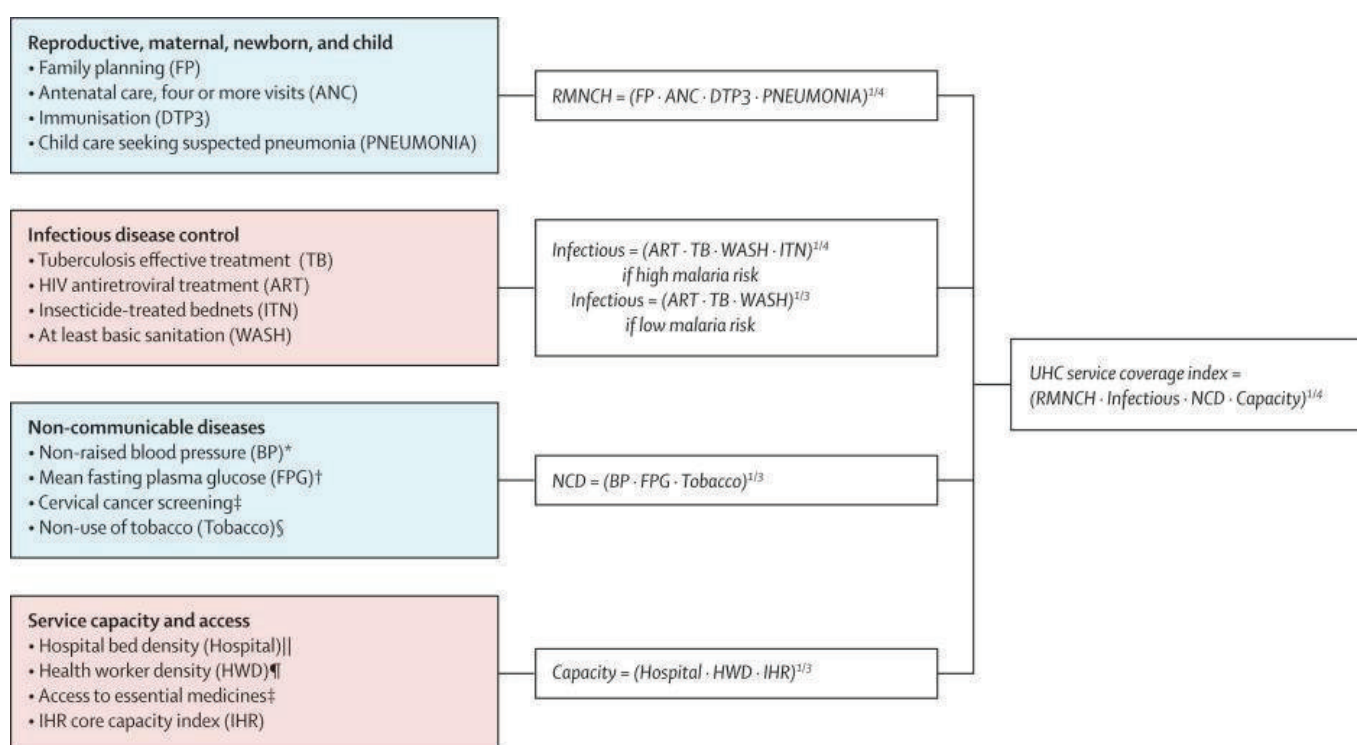 Reproductive, maternal, newborn, and child
• Family planning (FP)
• Antenatal care, four or more visits (ANC)
• Immunisation (DTP3)
• Child care seeking suspected pneumonia (PNEUMONIA)
RMNCH = (FP · ANC · DTP3 · PNEUMONIA)1/4
Infectious disease control
• Tuberculosis effective treatment (TB)
• HIV antiretroviral treatment (ART)
• Insecticide-treated bednets (ITN)
• At least basic sanitation (WASH)
Infectious = (ART · TB · WASH · ITN)1/4
if high malaria risk
Infectious = (ART · TB · WASH)1/3
if low malaria risk
Non-communicable diseases
• Non-raised blood pressure (BP)*
• Mean fasting plasma glucose (FPG)†
• Cervical cancer screening‡
• Non-use of tobacco (Tobacco)§
NCD = (BP · FPG · Tobacco)1/3
Service capacity and access
• Hospital bed density (Hospital)||
• Health worker density (HWD)¶
• Access to essential medicines‡
• IHR core capacity index (IHR)
Capacity = (Hospital · HWD · IHR)1/3
UHC service coverage index =
(RMNCH · Infectious · NCD · Capacity)1/4